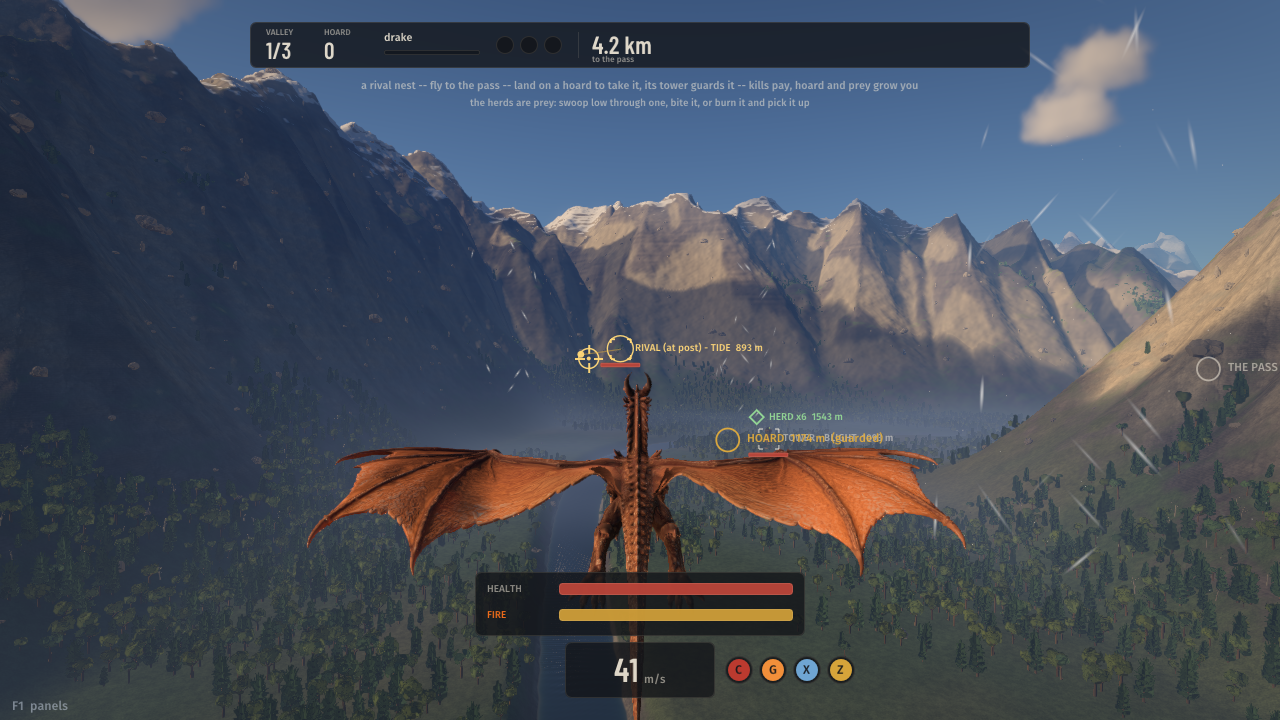 VALLEY
1/3
HOARD
0
drake
4.2 km
to the pass
a rival nest -- fly to the pass -- land on a hoard to take it, its tower guards it -- kills pay, hoard and prey grow you
the herds are prey: swoop low through one, bite it, or burn it and pick it up
RIVAL (at post) - TIDE 893 m
THE PASS
HERD x6 1543 m
HOARD
(guarded)
HEALTH
FIRE
41 m/s
C G X Z
F1 panels